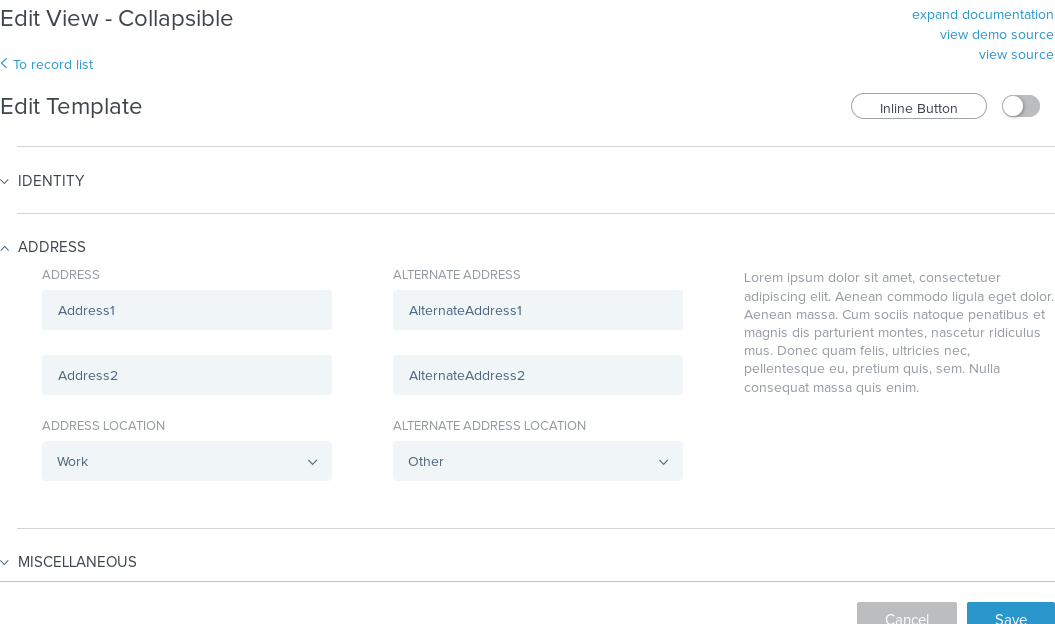 Edit View - Collapsible
expand documentation
view demo source
view source
To record list
Edit Template
Inline Button
IDENTITY
ADDRESS
ADDRESS
Address1
Address2
ADDRESS LOCATION
Work
ALTERNATE ADDRESS
AlternateAddress1
AlternateAddress2
ALTERNATE ADDRESS LOCATION
Other
Lorem ipsum dolor sit amet, consectetuer
adipiscing elit. Aenean commodo ligula eget dolor.
Aenean massa. Cum sociis natoque penatibus et
magnis dis parturient montes, nascetur ridiculus
mus. Donec quam felis, ultricies nec,
pellentesque eu, pretium quis, sem. Nulla
consequat massa quis enim.
MISCELLANEOUS
Cancel
Save